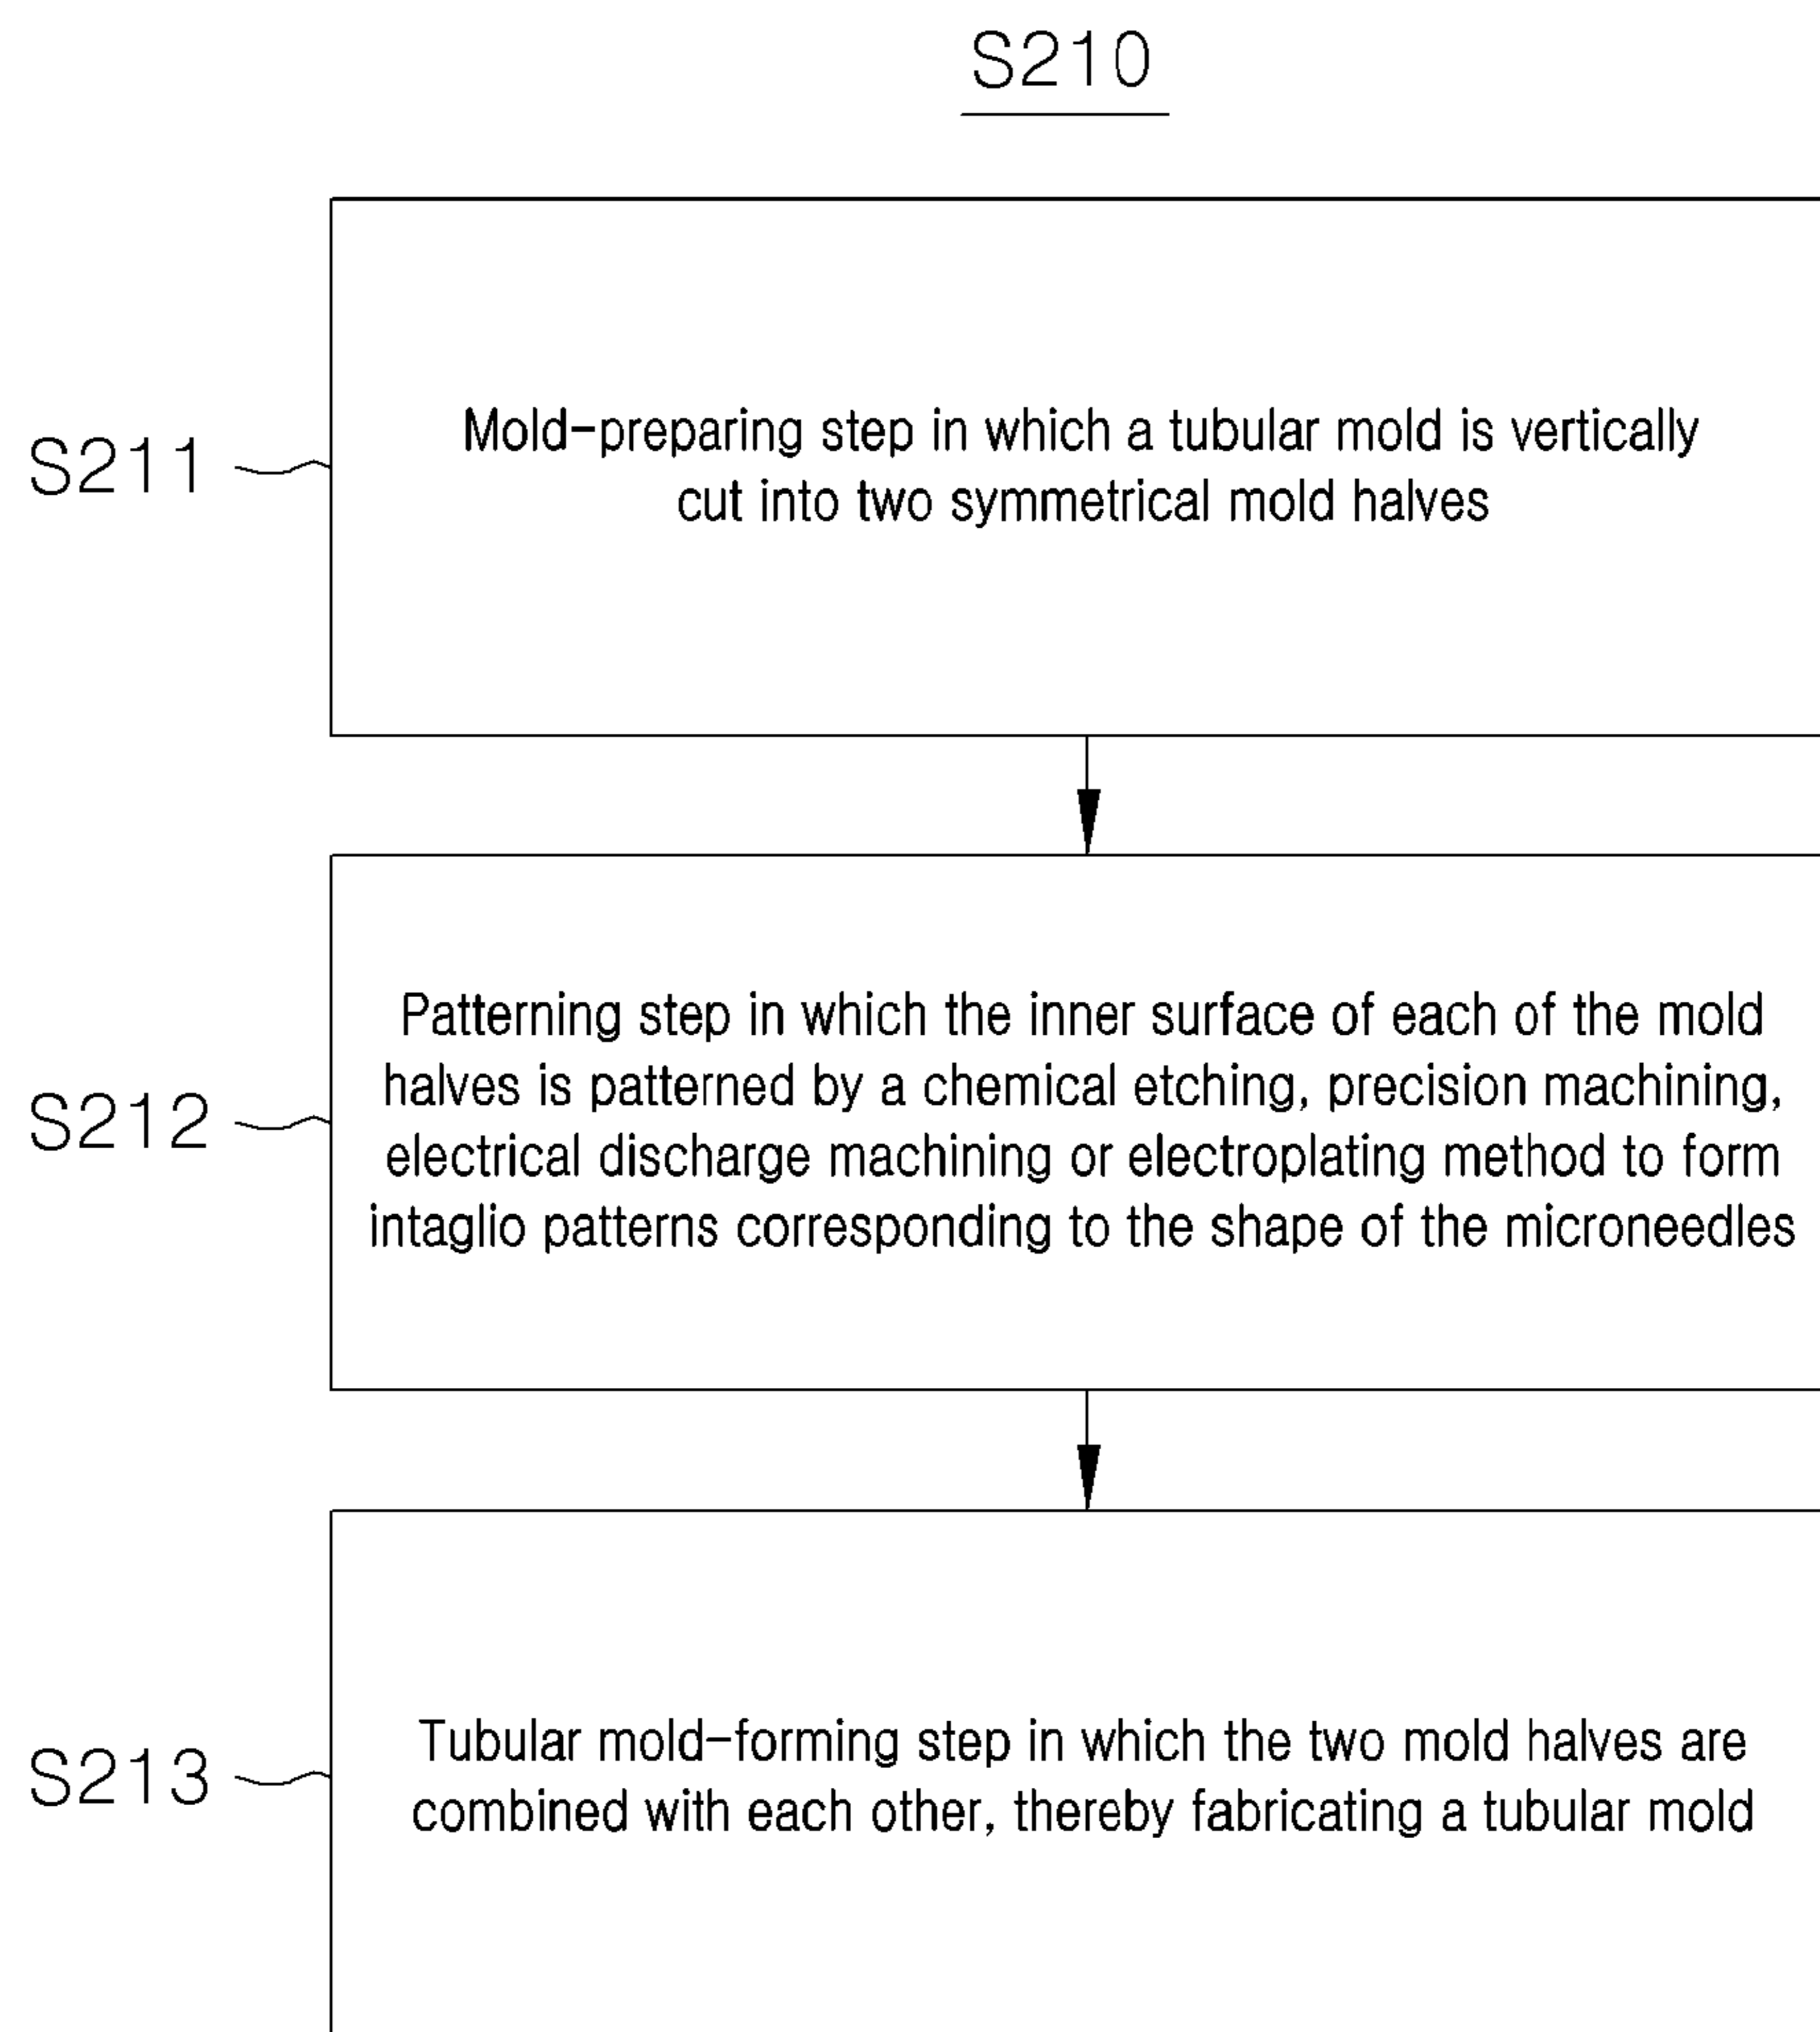 S210
S211
Mold-preparing step in which a tubular mold is vertically
cut into two symmetrical mold halves
S212
Patterning step in which the inner surface of each of the mold
halves is patterned by a chemical etching, precision machining,
electrical discharge machining or electroplating method to form
intaglio patterns corresponding to the shape of the microneedles
S213
Tubular mold-forming step in which the two mold halves are
combined with each other, thereby fabricating a tubular mold